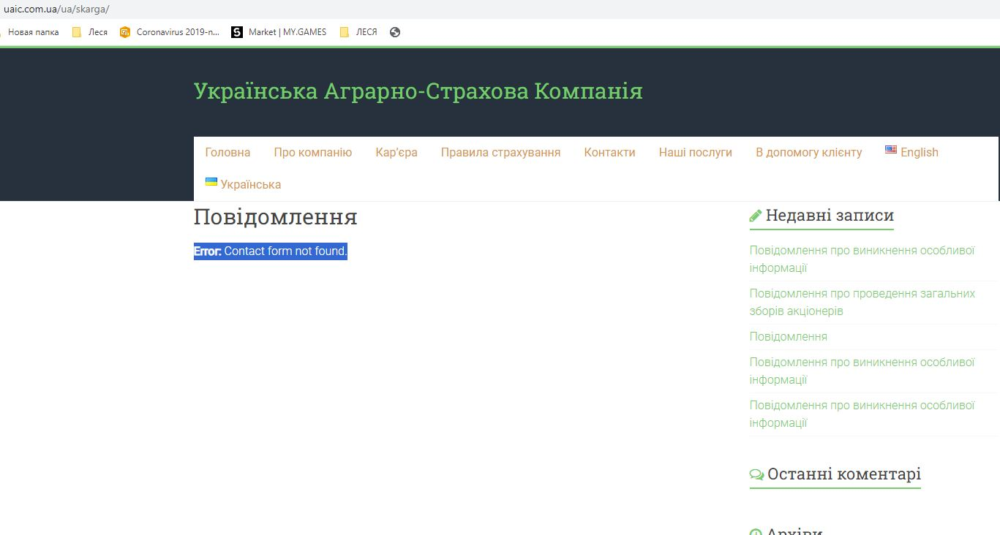 uaic.com.ua/ua/skarga/
Новая папка Леся Coronavirus 2019-n... Market | MY.GAMES ЛЕСЯ
Українська Аграрно-Страхова Компанія
Головна Про компанію Кар’єра Правила страхування Контакти Наші послуги В допомогу клієнту English
Українська
Повідомлення
Error: Contact form not found.
Недавні записи
Повідомлення про виникнення особливої
інформації
Повідомлення про проведення загальних
зборів акціонерів
Повідомлення
Повідомлення про виникнення особливої
інформації
Повідомлення про виникнення особливої
інформації
Останні коментарі
Архіви